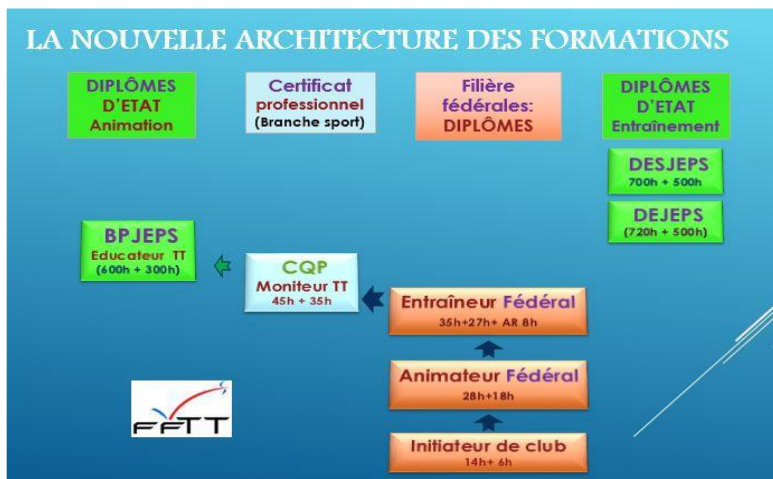 LA NOUVELLE ARCHITECTURE DES FORMATIONS
DIPLÔMES
D'ETAT
Animation
Certificat
professionnel
(Branche sport)
Filière
fédérales:
DIPLÔMES
DIPLÔMES
D'ETAT
Entraînement
DESJEPS
700h + 500h
DEJEPS
(720h + 500h)
BPJEPS
Educateur TT
(600h + 300h)
CQP
Moniteur TT
45h + 35h
Entraîneur Fédéral
35h+27h+ AR 8h
Animateur Fédéral
28h+18h
Initiateur de club
14h+ 6h
FFTT